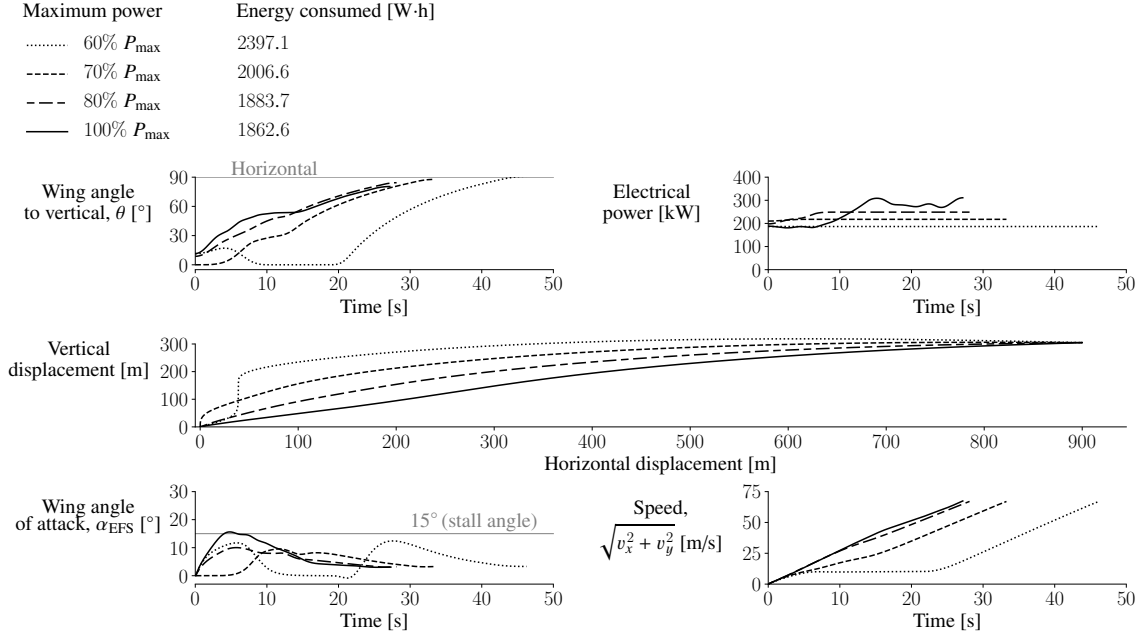 Maximum power Energy consumed [W·h]
60% P_max 2397.1
70% P_max 2006.6
80% P_max 1883.7
100% P_max 1862.6
Wing angle
to vertical, θ [°]
Horizontal
90
60
30
0
0 10 20 30 40 50
Time [s]
Electrical
power [kW]
400
300
200
100
0
0 10 20 30 40 50
Time [s]
Vertical
displacement [m]
300
200
100
0
0 100 200 300 400 500 600 700 800 900
Horizontal displacement [m]
Wing angle
of attack, α_EFS [°]
30
20
10
0
15° (stall angle)
0 10 20 30 40 50
Time [s]
Speed,
√(v_x^2 + v_y^2) [m/s]
75
50
25
0
0 10 20 30 40 50
Time [s]